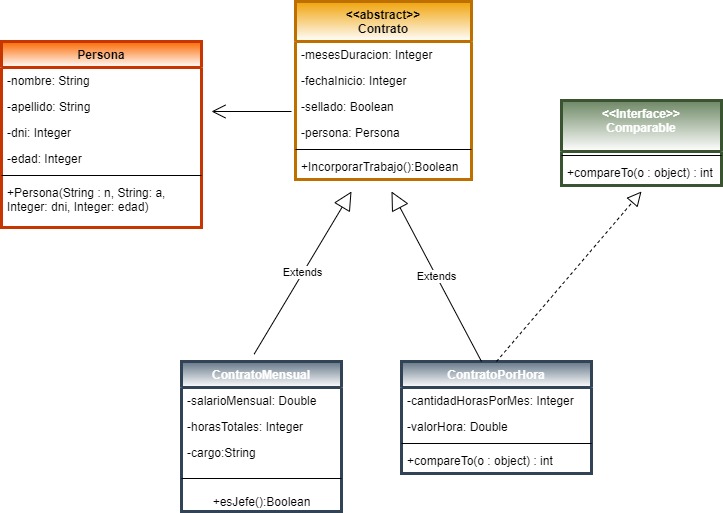 Persona
-nombre: String
-apellido: String
-dni: Integer
-edad: Integer
+Persona(String : n, String: a,
Integer: dni, Integer: edad)
<<abstract>>
Contrato
-mesesDuracion: Integer
-fechaInicio: Integer
-sellado: Boolean
-persona: Persona
+IncorporarTrabajo():Boolean
<<Interface>>
Comparable
+compareTo(o : object) : int
Extends
Extends
ContratoMensual
-salarioMensual: Double
-horasTotales: Integer
-cargo:String
+esJefe():Boolean
ContratoPorHora
-cantidadHorasPorMes: Integer
-valorHora: Double
+compareTo(o : object) : int